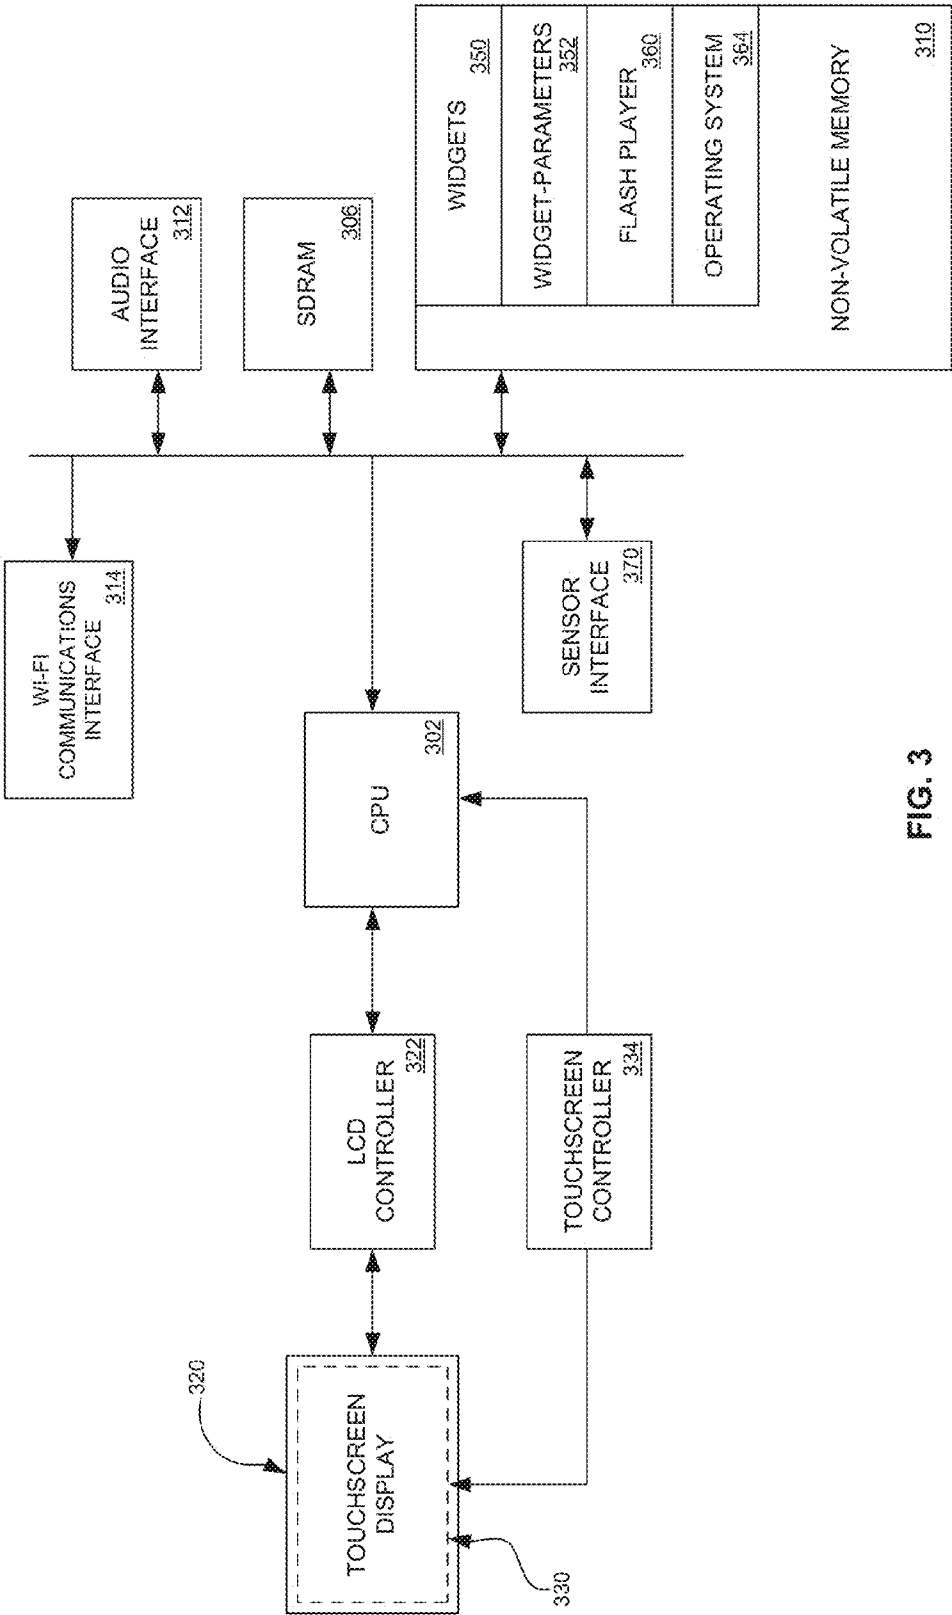 320
TOUCHSCREEN
DISPLAY
330
LCD
CONTROLLER
322
TOUCHSCREEN
CONTROLLER
334
CPU
302
WI-FI
COMMUNICATIONS
INTERFACE
314
SENSOR
INTERFACE
370
AUDIO
INTERFACE
312
SDRAM
306
WIDGETS
350
WIDGET-PARAMETERS
352
FLASH PLAYER
360
OPERATING SYSTEM
364
NON-VOLATILE MEMORY
310
FIG. 3